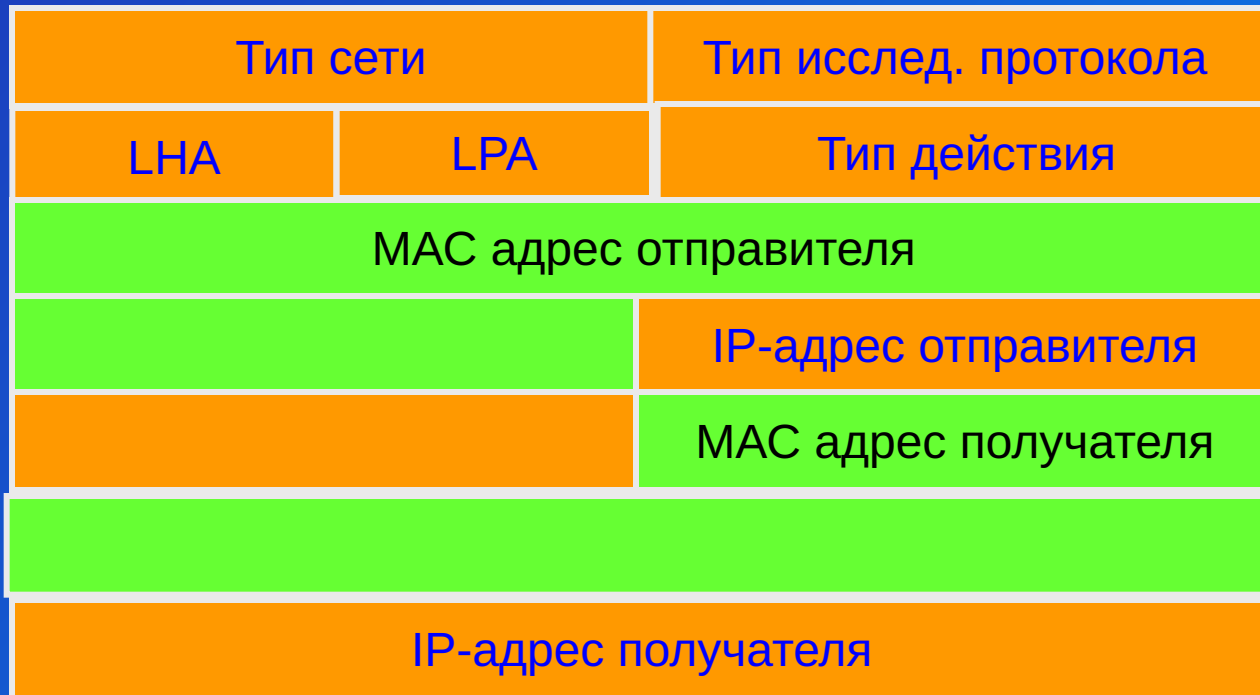 Тип сети
Тип исслед. протокола
LHA
LPA
Тип действия
MAC адрес отправителя
IP-адрес отправителя
MAC адрес получателя
IP-адрес получателя